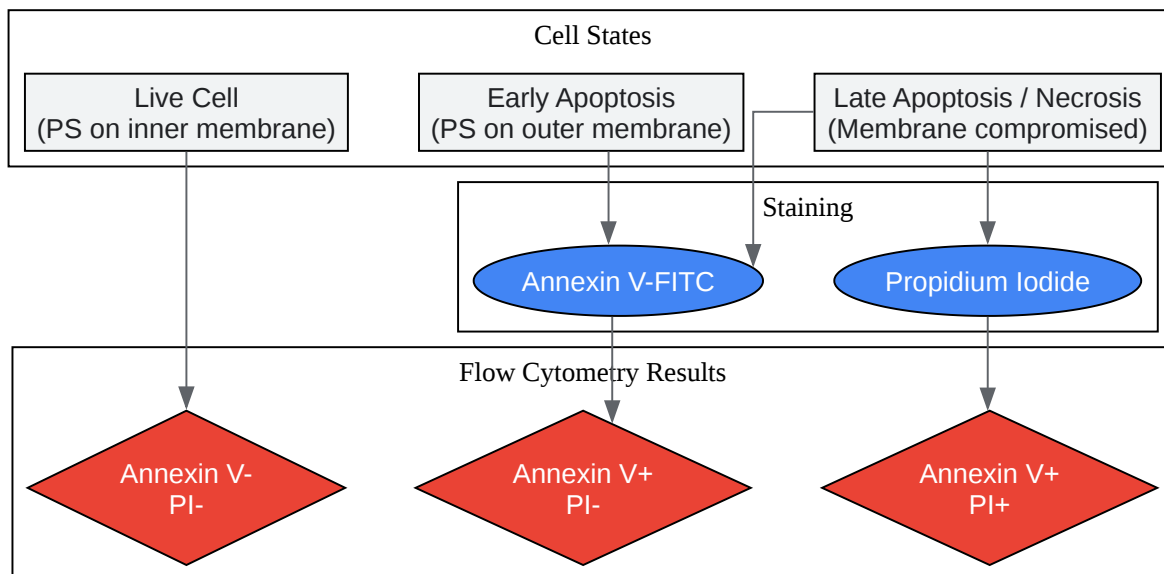 Cell States
Live Cell
(PS on inner membrane)
Early Apoptosis
(PS on outer membrane)
Late Apoptosis / Necrosis
(Membrane compromised)
Staining
Annexin V-FITC
Propidium Iodide
Flow Cytometry Results
Annexin V-
PI-
Annexin V+
PI-
Annexin V+
PI+